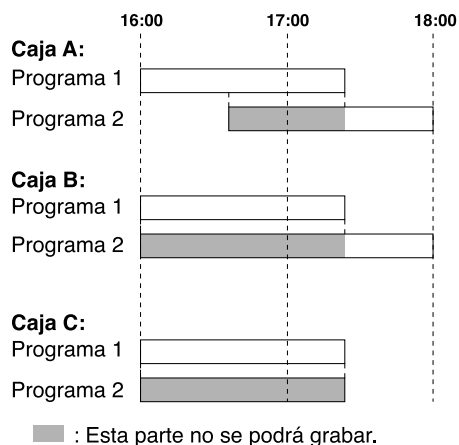 16:00 17:00 18:00
Caja A:
Programa 1
Programa 2
Caja B:
Programa 1
Programa 2
Caja C:
Programa 1
Programa 2
: Esta parte no se podrá grabar.